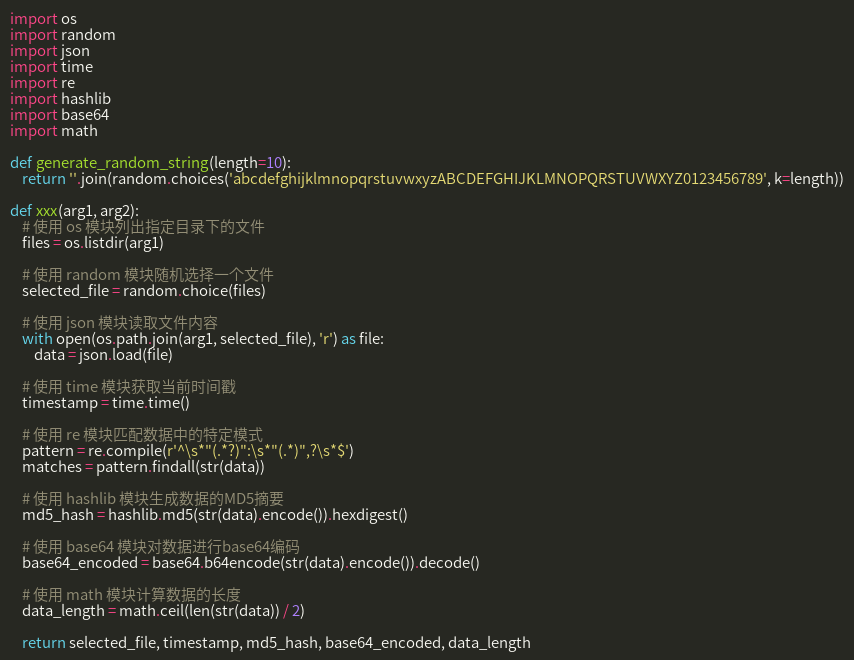 import os
import random
import json
import time
import re
import hashlib
import base64
import math

def generate_random_string(length=10):
    return ''.join(random.choices('abcdefghijklmnopqrstuvwxyzABCDEFGHIJKLMNOPQRSTUVWXYZ0123456789', k=length))

def xxx(arg1, arg2):
    # 使用 os 模块列出指定目录下的文件
    files = os.listdir(arg1)

    # 使用 random 模块随机选择一个文件
    selected_file = random.choice(files)

    # 使用 json 模块读取文件内容
    with open(os.path.join(arg1, selected_file), 'r') as file:
        data = json.load(file)

    # 使用 time 模块获取当前时间戳
    timestamp = time.time()

    # 使用 re 模块匹配数据中的特定模式
    pattern = re.compile(r'^\s*"(.*?)":\s*"(.*)",?\s*$')
    matches = pattern.findall(str(data))

    # 使用 hashlib 模块生成数据的MD5摘要
    md5_hash = hashlib.md5(str(data).encode()).hexdigest()

    # 使用 base64 模块对数据进行base64编码
    base64_encoded = base64.b64encode(str(data).encode()).decode()

    # 使用 math 模块计算数据的长度
    data_length = math.ceil(len(str(data)) / 2)

    return selected_file, timestamp, md5_hash, base64_encoded, data_length